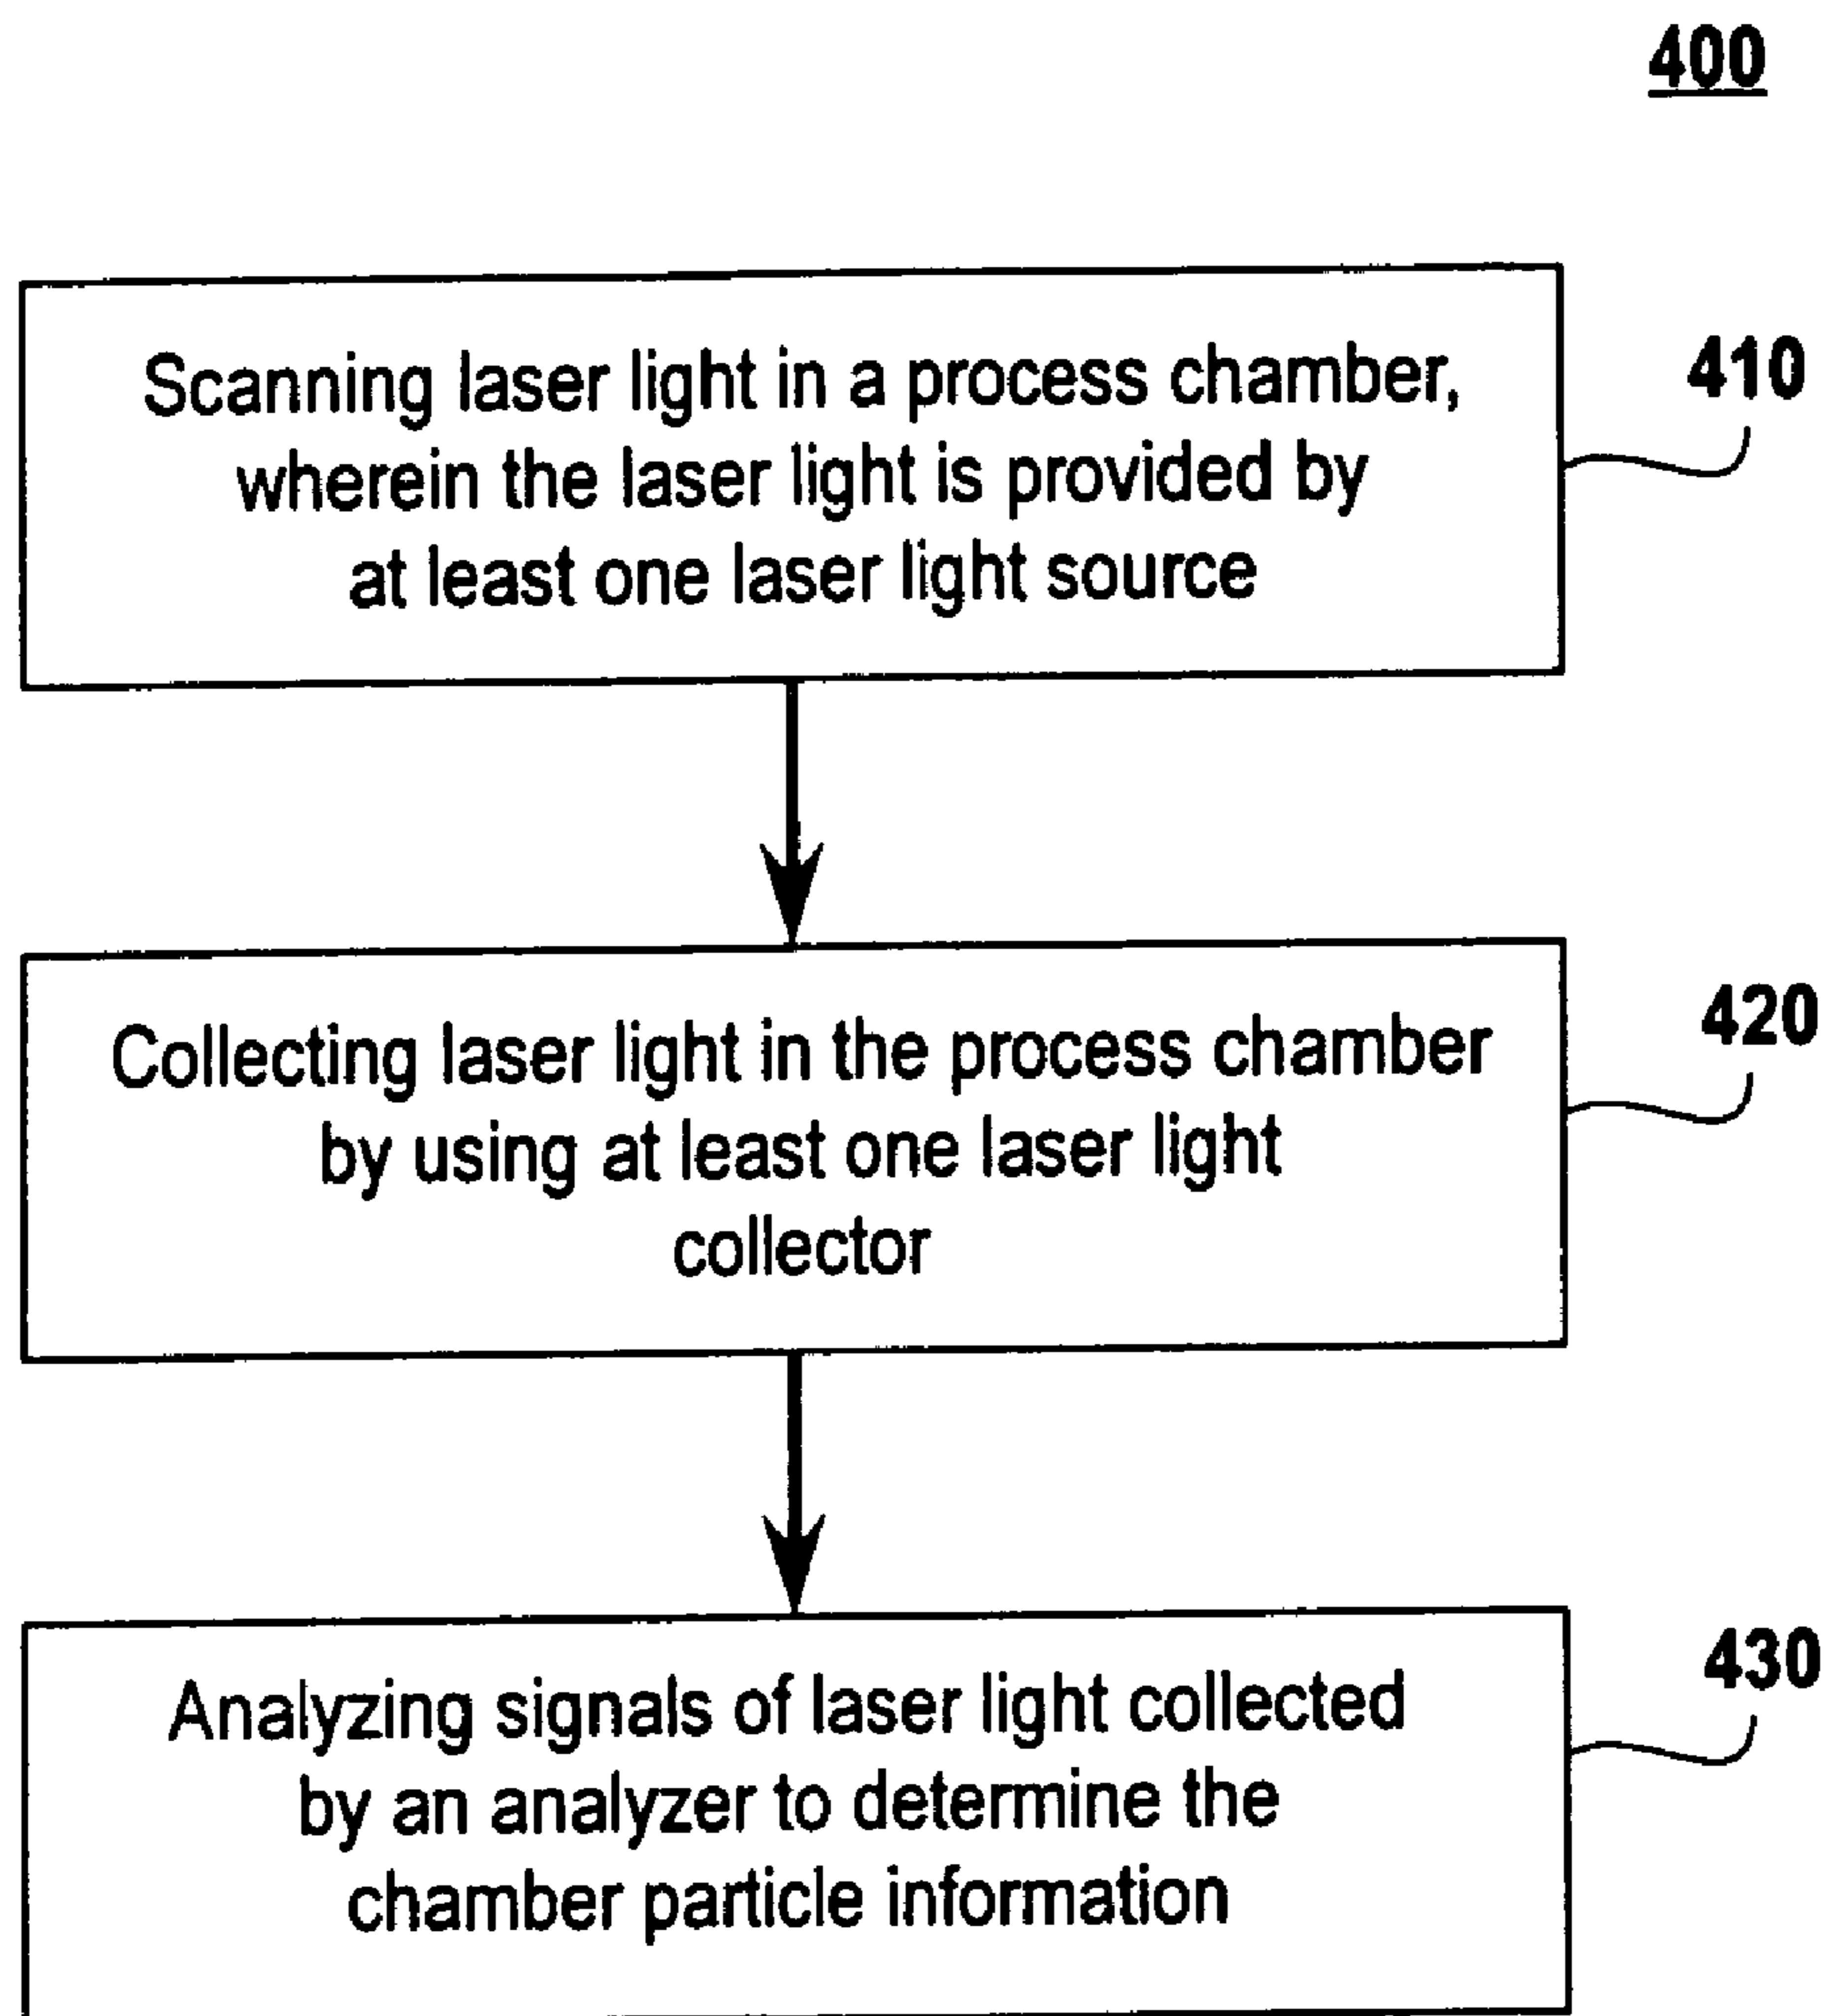 400
Scanning laser light in a process chamber,
wherein the laser light is provided by
at least one laser light source
410
Collecting laser light in the process chamber
by using at least one laser light
collector
420
Analyzing signals of laser light collected
by an analyzer to determine the
chamber particle information
430